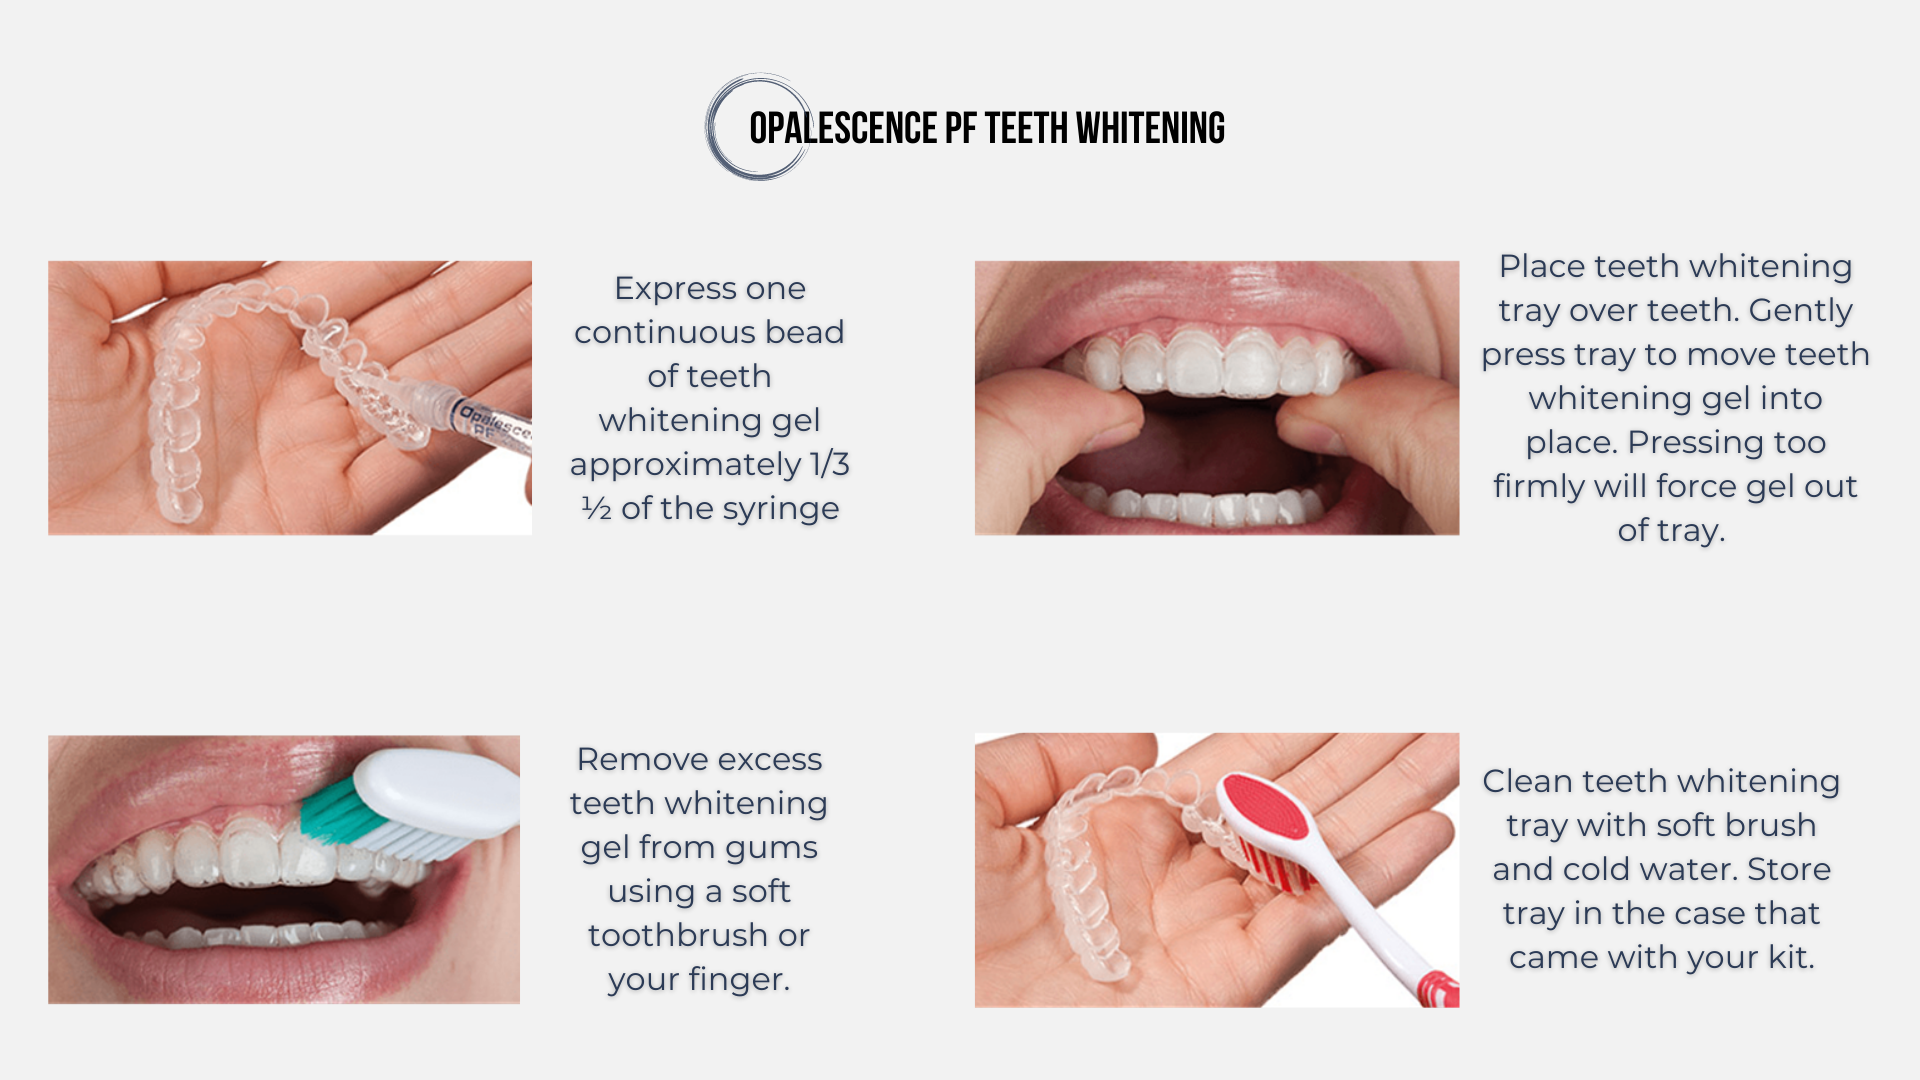 OPALESCENCE PF TEETH WHITENING
Express one
continuous bead
of teeth
whitening gel
approximately 1/3
½ of the syringe
Opalesce
PF
Place teeth whitening
tray over teeth. Gently
press tray to move teeth
whitening gel into
place. Pressing too
firmly will force gel out
of tray.
Remove excess
teeth whitening
gel from gums
using a soft
toothbrush or
your finger.
Clean teeth whitening
tray with soft brush
and cold water. Store
tray in the case that
came with your kit.